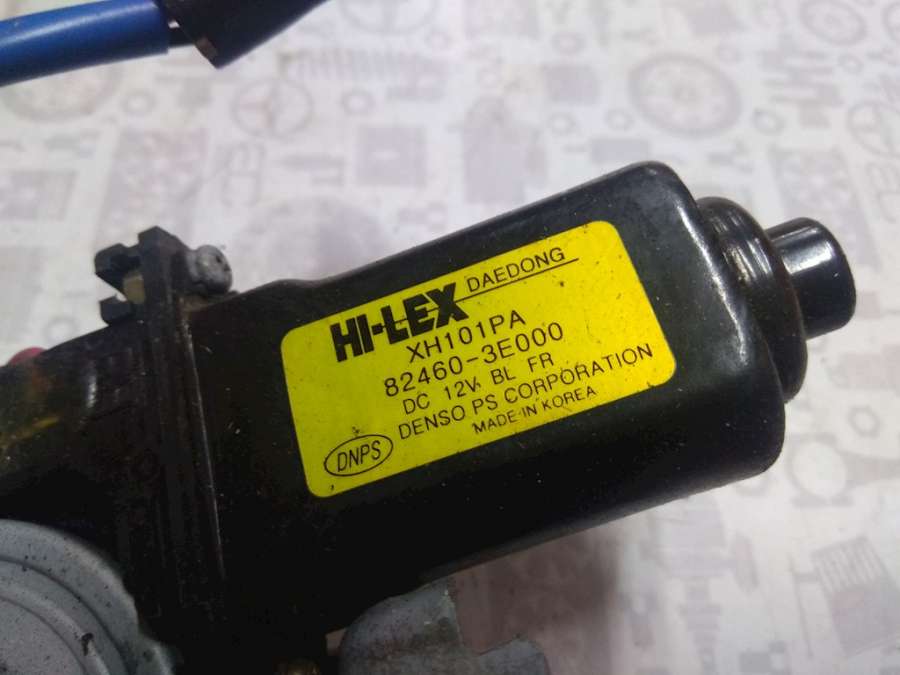 HI-LEX DAEDONG
XH101PA
82460-3E000
DC 12V. BL FR
DENSO PS CORPORATION
DNPS
MADE IN KOREA